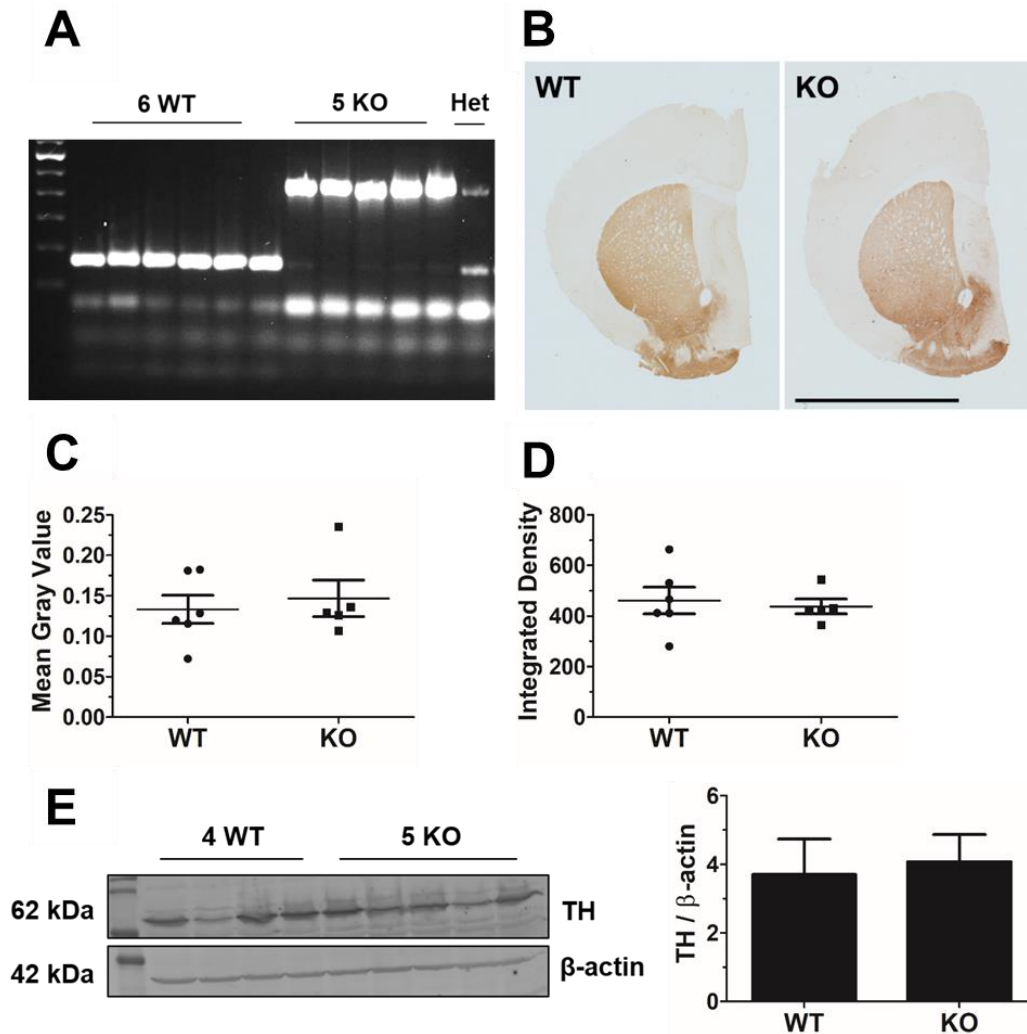 A
6 WT
5 KO
Het
B
WT
KO
C
Mean Gray Value
0.25
0.20
0.15
0.10
0.05
0.00
WT
KO
D
Integrated Density
800
600
400
200
0
WT
KO
E
4 WT
5 KO
62 kDa
TH
42 kDa
β-actin
TH / β-actin
6
4
2
0
WT
KO